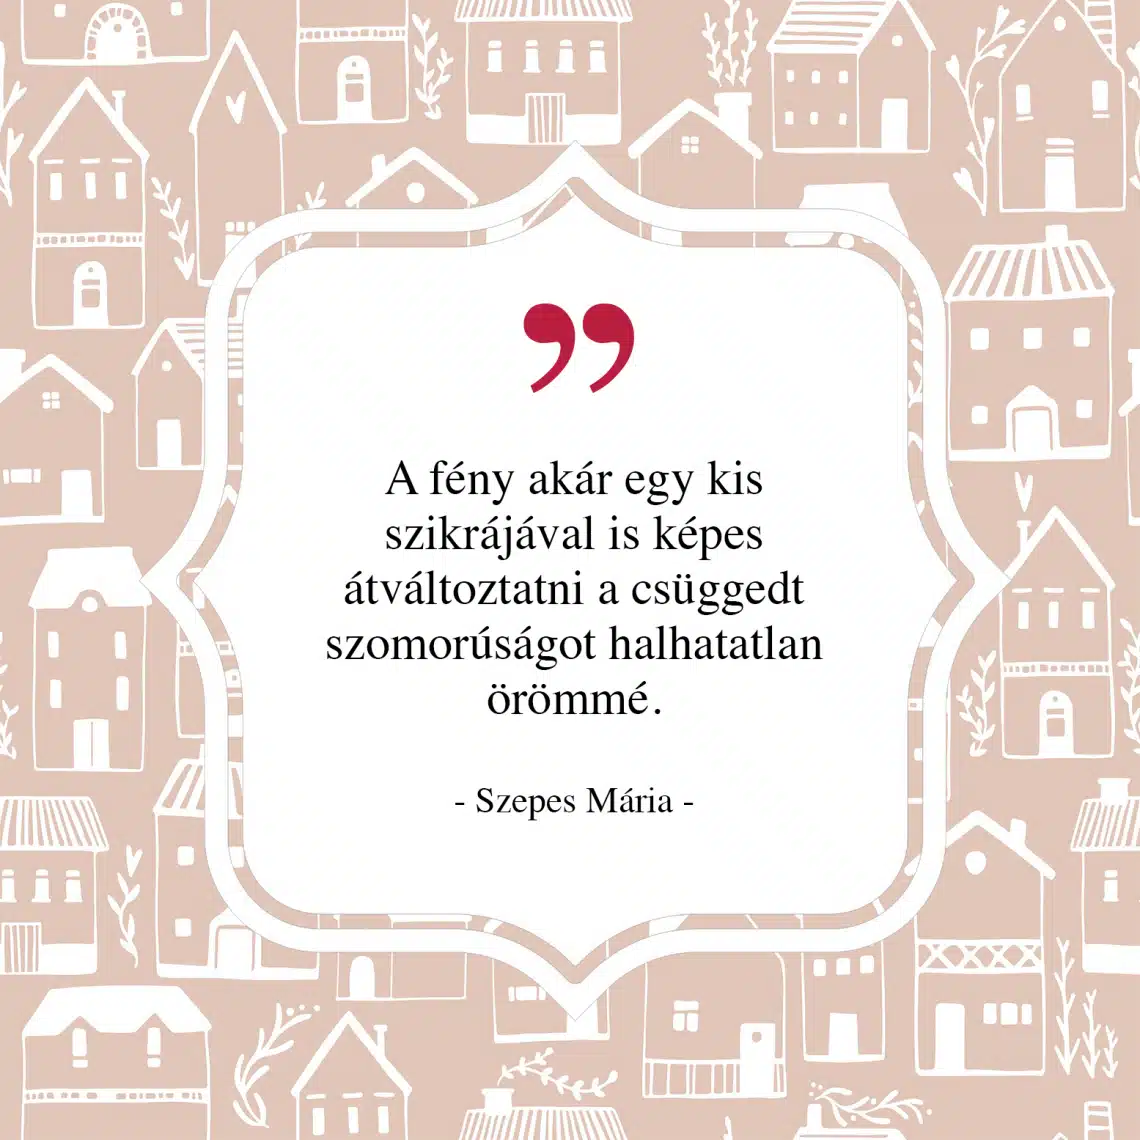 ”
A fény akár egy kis
szikrájával is képes
átváltoztatni a csüggedt
szomorúságot halhatatlan
örömmé.
- Szepes Mária -